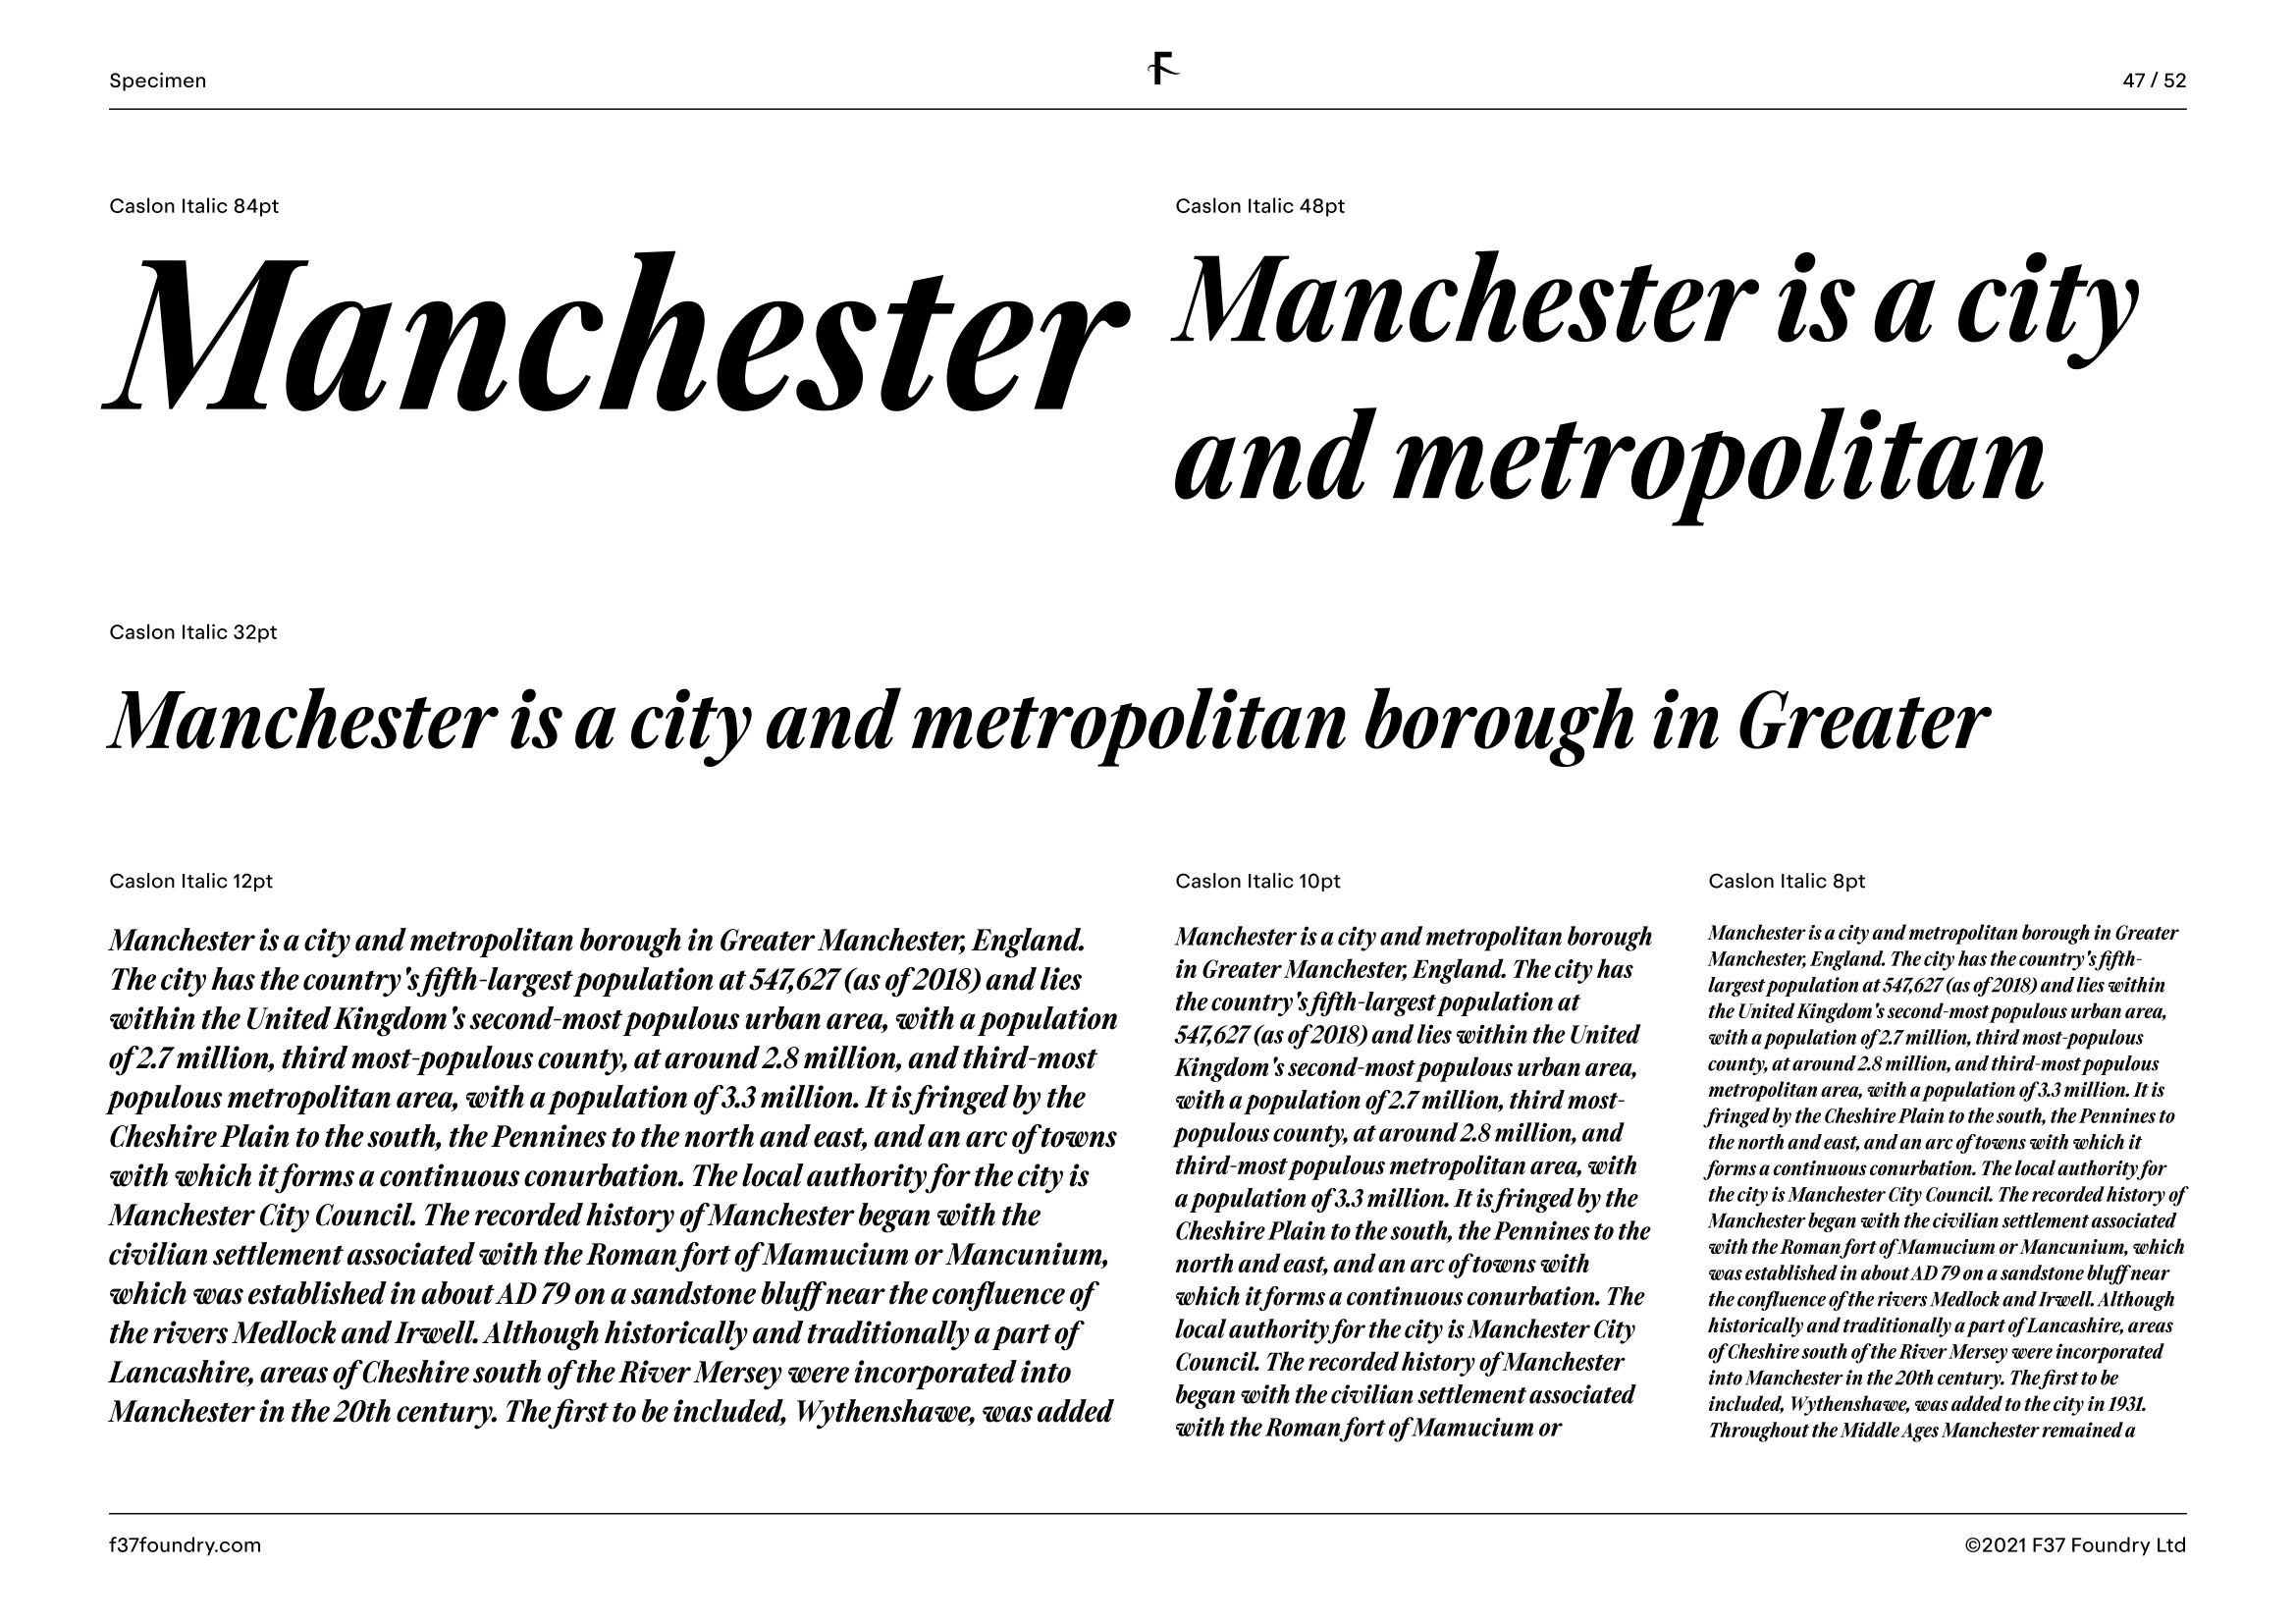 Specimen
F
47 / 52
Caslon Italic 84pt
Manchester
Caslon Italic 48pt
Manchester is a city
and metropolitan
Caslon Italic 32pt
Manchester is a city and metropolitan borough in Greater
Caslon Italic 12pt
Manchester is a city and metropolitan borough in Greater Manchester, England.
The city has the country's fifth-largest population at 547,627 (as of 2018) and lies
within the United Kingdom's second-most populous urban area, with a population
of 2.7 million, third most-populous county, at around 2.8 million, and third-most
populous metropolitan area, with a population of 3.3 million. It is fringed by the
Cheshire Plain to the south, the Pennines to the north and east, and an arc of towns
with which it forms a continuous conurbation. The local authority for the city is
Manchester City Council. The recorded history of Manchester began with the
civilian settlement associated with the Roman fort of Mamucium or Mancunium,
which was established in about AD 79 on a sandstone bluff near the confluence of
the rivers Medlock and Irwell. Although historically and traditionally a part of
Lancashire, areas of Cheshire south of the River Mersey were incorporated into
Manchester in the 20th century. The first to be included, Wythenshawe, was added
Caslon Italic 10pt
Manchester is a city and metropolitan borough
in Greater Manchester, England. The city has
the country's fifth-largest population at
547,627 (as of 2018) and lies within the United
Kingdom's second-most populous urban area,
with a population of 2.7 million, third most-
populous county, at around 2.8 million, and
third-most populous metropolitan area, with
a population of 3.3 million. It is fringed by the
Cheshire Plain to the south, the Pennines to the
north and east, and an arc of towns with
which it forms a continuous conurbation. The
local authority for the city is Manchester City
Council. The recorded history of Manchester
began with the civilian settlement associated
with the Roman fort of Mamucium or
Caslon Italic 8pt
Manchester is a city and metropolitan borough in Greater
Manchester, England. The city has the country's fifth-
largest population at 547,627 (as of 2018) and lies within
the United Kingdom's second-most populous urban area,
with a population of 2.7 million, third most-populous
county, at around 2.8 million, and third-most populous
metropolitan area, with a population of 3.3 million. It is
fringed by the Cheshire Plain to the south, the Pennines to
the north and east, and an arc of towns with which it
forms a continuous conurbation. The local authority for
the city is Manchester City Council. The recorded history of
Manchester began with the civilian settlement associated
with the Roman fort of Mamucium or Mancunium, which
was established in about AD 79 on a sandstone bluff near
the confluence of the rivers Medlock and Irwell. Although
historically and traditionally a part of Lancashire, areas
of Cheshire south of the River Mersey were incorporated
into Manchester in the 20th century. The first to be
included, Wythenshawe, was added to the city in 1931.
Throughout the Middle Ages Manchester remained a
f37foundry.com
©2021 F37 Foundry Ltd